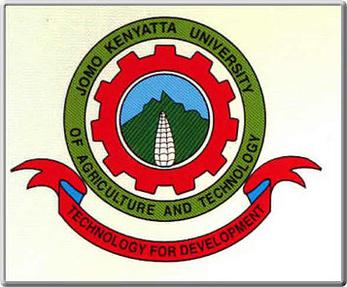 JOMO KENYATTA UNIVERSITY
OF AGRICULTURE AND TECHNOLOGY
TECHNOLOGY FOR DEVELOPMENT